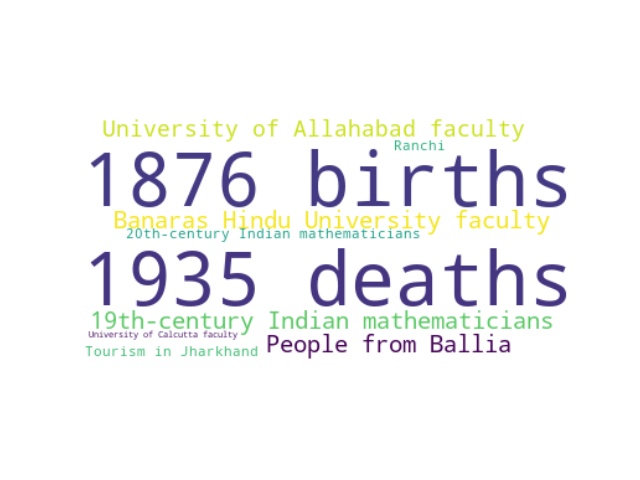 University of Allahabad faculty
Ranchi
1876 births
Banaras Hindu University faculty
20th-century Indian mathematicians
1935 deaths
19th-century Indian mathematicians
University of Calcutta faculty
People from Ballia
Tourism in Jharkhand